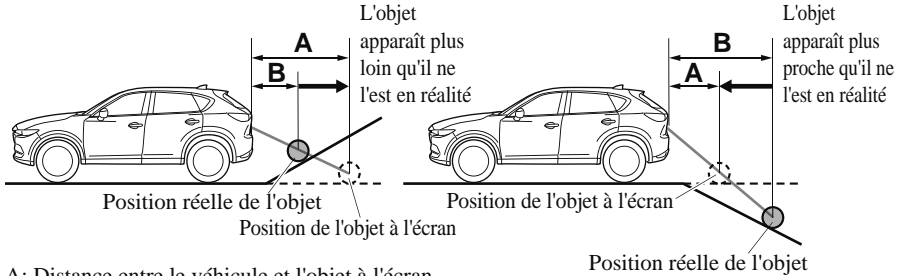 L'objet
apparaît plus
loin qu'il ne
l'est en réalité
A
B
Position réelle de l'objet
Position de l'objet à l'écran
L'objet
apparaît plus
proche qu'il ne
l'est en réalité
B
A
Position de l'objet à l'écran
Position réelle de l'objet
A: Distance entre le véhicule et l'objet à l'écran